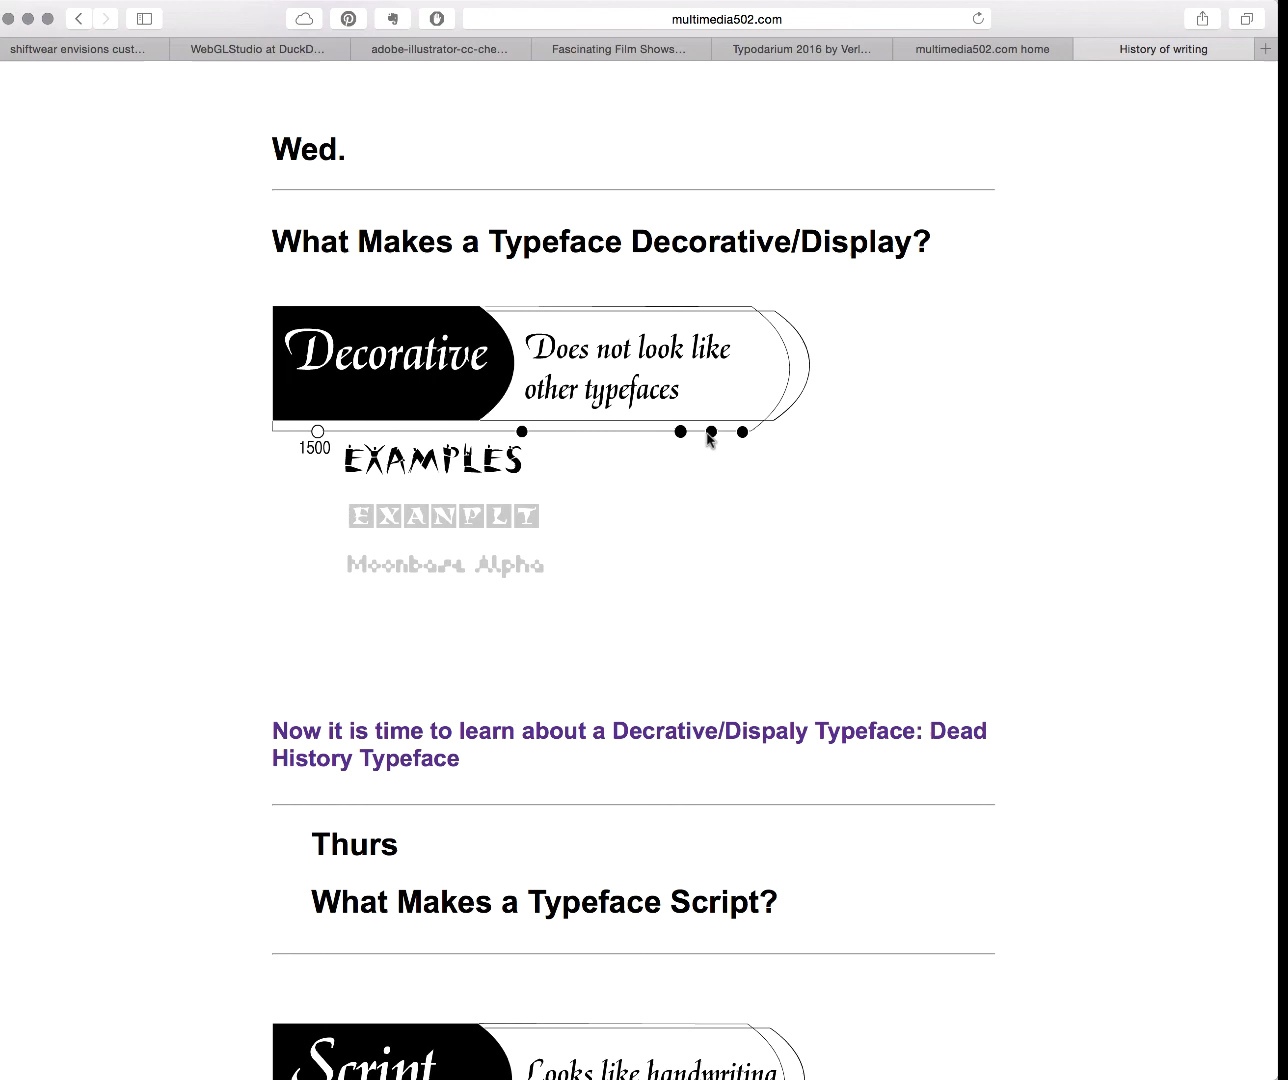 multimedia502.com
shiftwear envisions cust...
WebGLStudio at DuckD...
adobe-illustrator-cc-che...
Fascinating Film Shows...
Typodarium 2016 by Verl...
multimedia502.com home
History of writing
Wed.
What Makes a Typeface Decorative/Display?
Decorative
Does not look like
other typefaces
1500
EXAMPLES
EXANPLT
Moonbase Alpha
Now it is time to learn about a Decrative/Dispaly Typeface: Dead
History Typeface
Thurs
What Makes a Typeface Script?
Script
Looks like handwriting